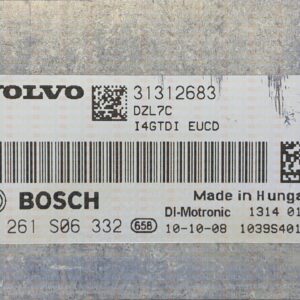 VOLVO
31312683
DZL7C
I4GTDI EUCD
BOSCH
Made in Hunga
261 S06 332 658
DI-Motronic 1314 01
10-10-08 1039S401